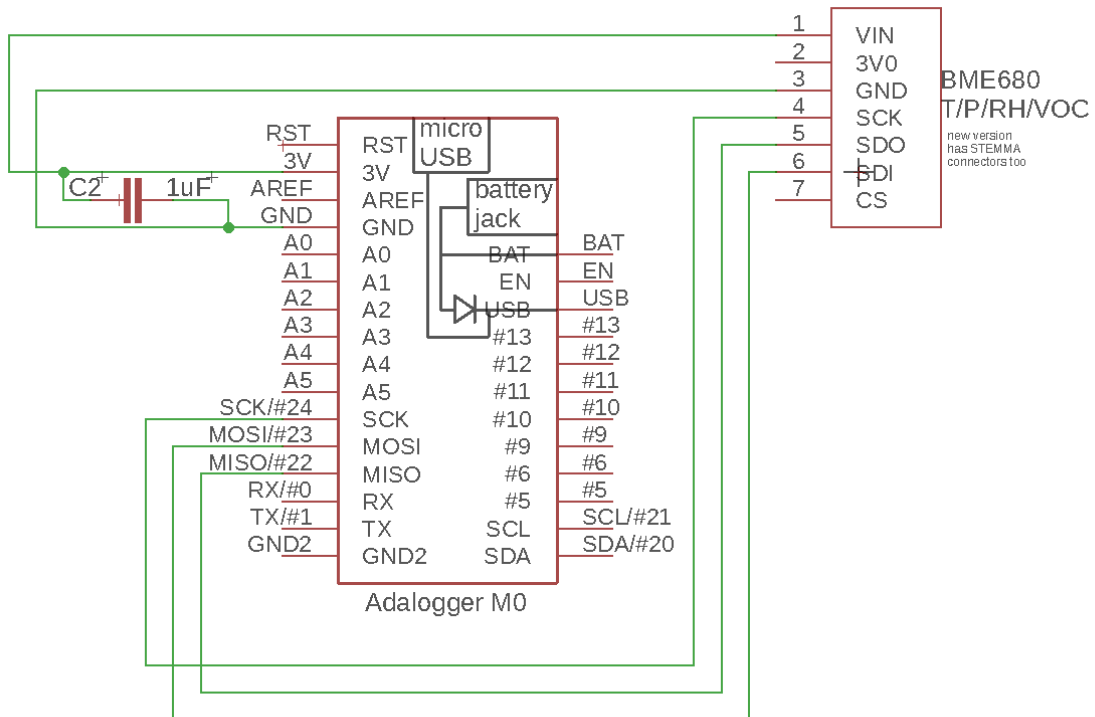 1
VIN
2
3V0
3
GND
4
SCK
5
SDO
6
SDI
7
CS
BME680
T/P/RH/VOC
new version
has STEMMA
connectors too
micro
USB
battery
jack
RST
RST
3V
3V
C2
1uF
AREF
AREF
GND
GND
A0
A0
A1
A1
A2
A2
A3
A3
A4
A4
A5
A5
SCK/#24
SCK
MOSI/#23
MOSI
MISO/#22
MISO
RX/#0
RX
TX/#1
TX
GND2
GND2
BAT
BAT
EN
EN
USB
USB
#13
#13
#12
#12
#11
#11
#10
#10
#9
#9
#6
#6
#5
#5
SCL
SCL/#21
SDA
SDA/#20
Adalogger M0